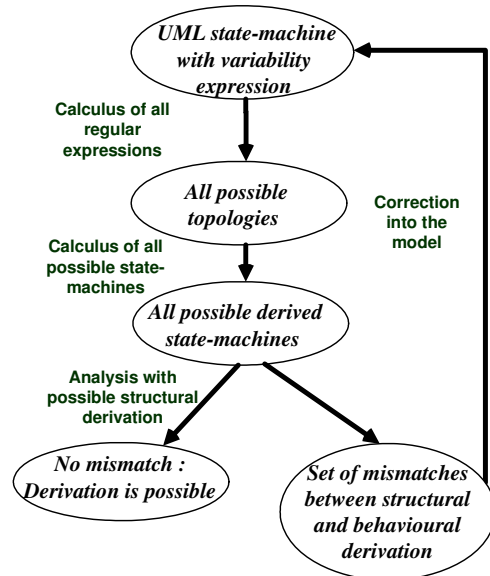 UML state-machine
with variability
expression
Calculus of all
regular
expressions
All possible
topologies
Correction
into the
model
Calculus of all
possible state-
machines
All possible derived
state-machines
Analysis with
possible structural
derivation
No mismatch :
Derivation is possible
Set of mismatches
between structural
and behavioural
derivation